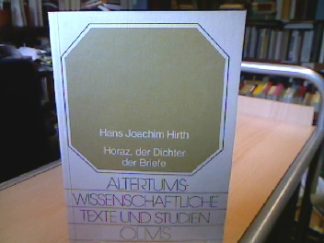 Hans Joachim Hirth
Horaz, der Dichter
der Briefe
ALTERTUMS-
WISSENSCHAFTLICHE
TEXTE UND STUDIEN
OLMS